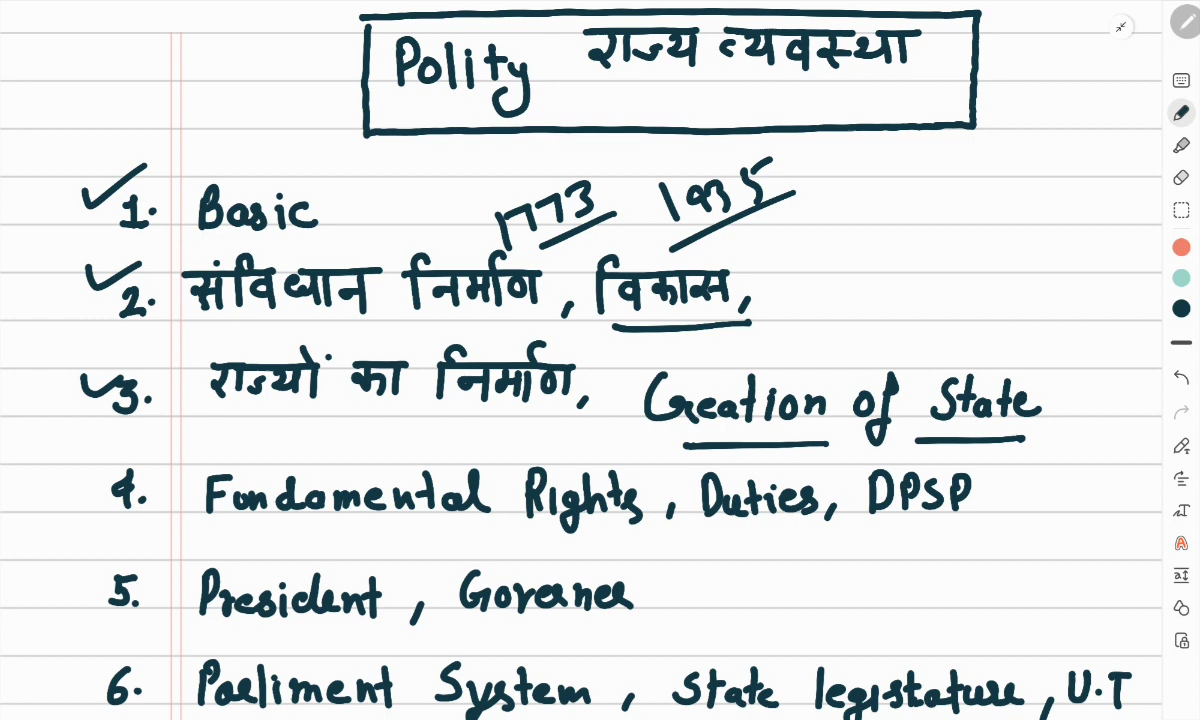 Polity राज्य व्यवस्था
1. Basic 1773 1935
2. संविधान निर्माण, विकास,
3. राज्यों का निर्माण, Creation of State
4. Fundamental Rights, Duties, DPSP
5. President, Governer
6. Parliment System, State legistature, U.T